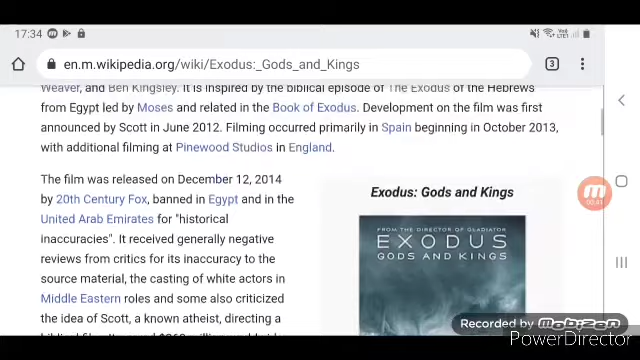 17:34
VoI LTE1
en.m.wikipedia.org/wiki/Exodus:_Gods_and_Kings
3
Weaver, and Ben Kingsley. It is inspired by the biblical episode of The Exodus of the Hebrews
from Egypt led by Moses and related in the Book of Exodus. Development on the film was first
announced by Scott in June 2012. Filming occurred primarily in Spain beginning in October 2013,
with additional filming at Pinewood Studios in England.
The film was released on December 12, 2014
by 20th Century Fox, banned in Egypt and in the
United Arab Emirates for "historical
inaccuracies". It received generally negative
reviews from critics for its inaccuracy to the
source material, the casting of white actors in
Middle Eastern roles and some also criticized
the idea of Scott, a known atheist, directing a
Exodus: Gods and Kings
FROM THE DIRECTOR OF GLADIATOR
EXODUS
GODS AND KINGS
00:41
Recorded by Mobizen
PowerDirector